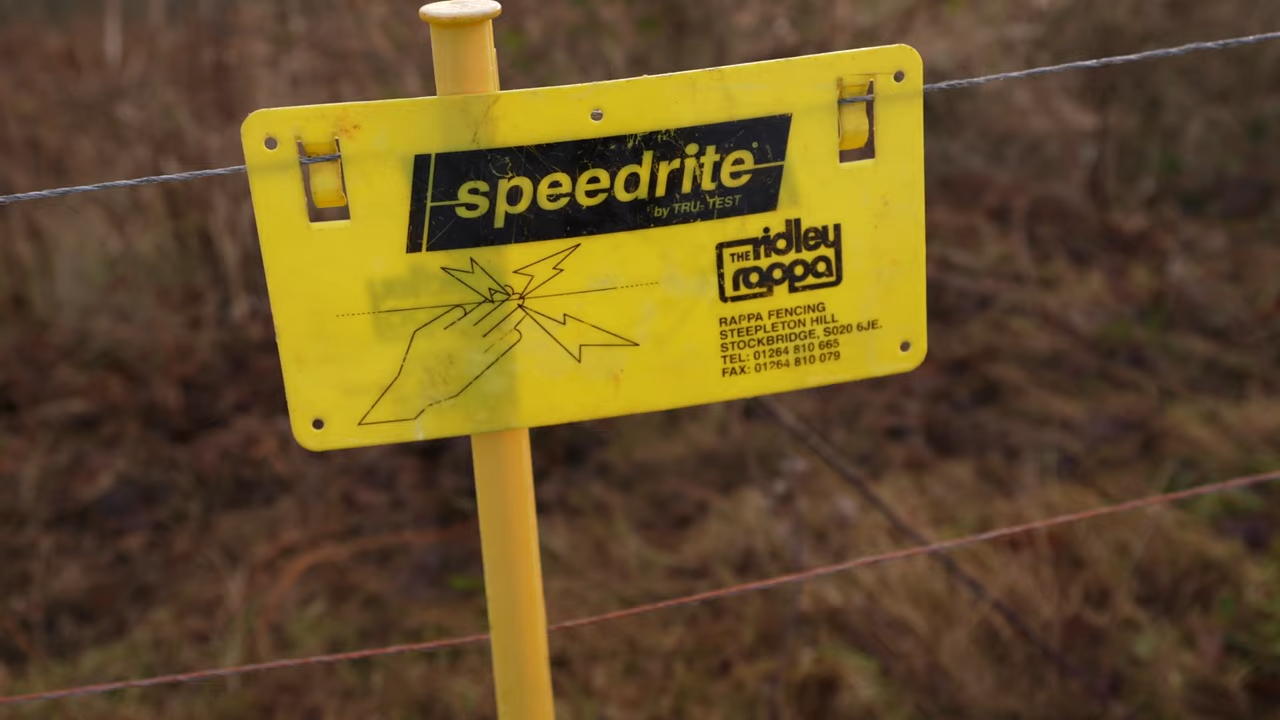 speedrite
by TRU-TEST
THE ridley
rappa
RAPPA FENCING
STEEPLETON HILL
STOCKBRIDGE, SO20 6JE.
TEL: 01264 810 665
FAX: 01264 810 079